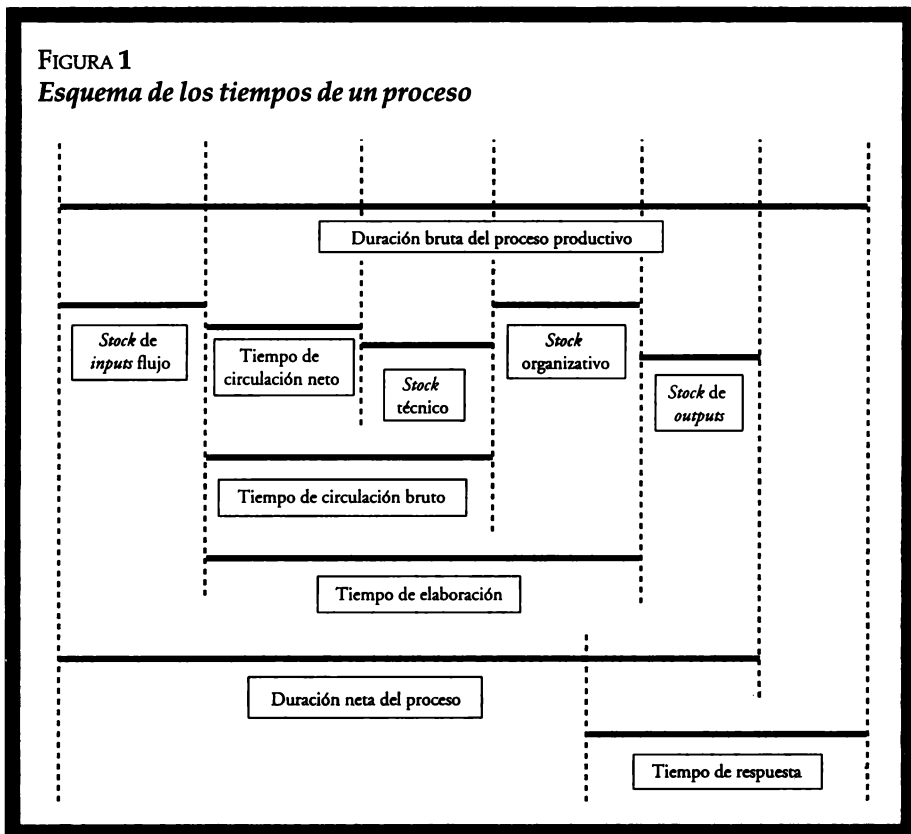 FIGURA 1
Esquema de los tiempos de un proceso
Duración bruta del proceso productivo
Stock de
inputs flujo
Tiempo de
circulación neto
Stock
técnico
Stock
organizativo
Stock de
outputs
Tiempo de circulación bruto
Tiempo de elaboración
Duración neta del proceso
Tiempo de respuesta